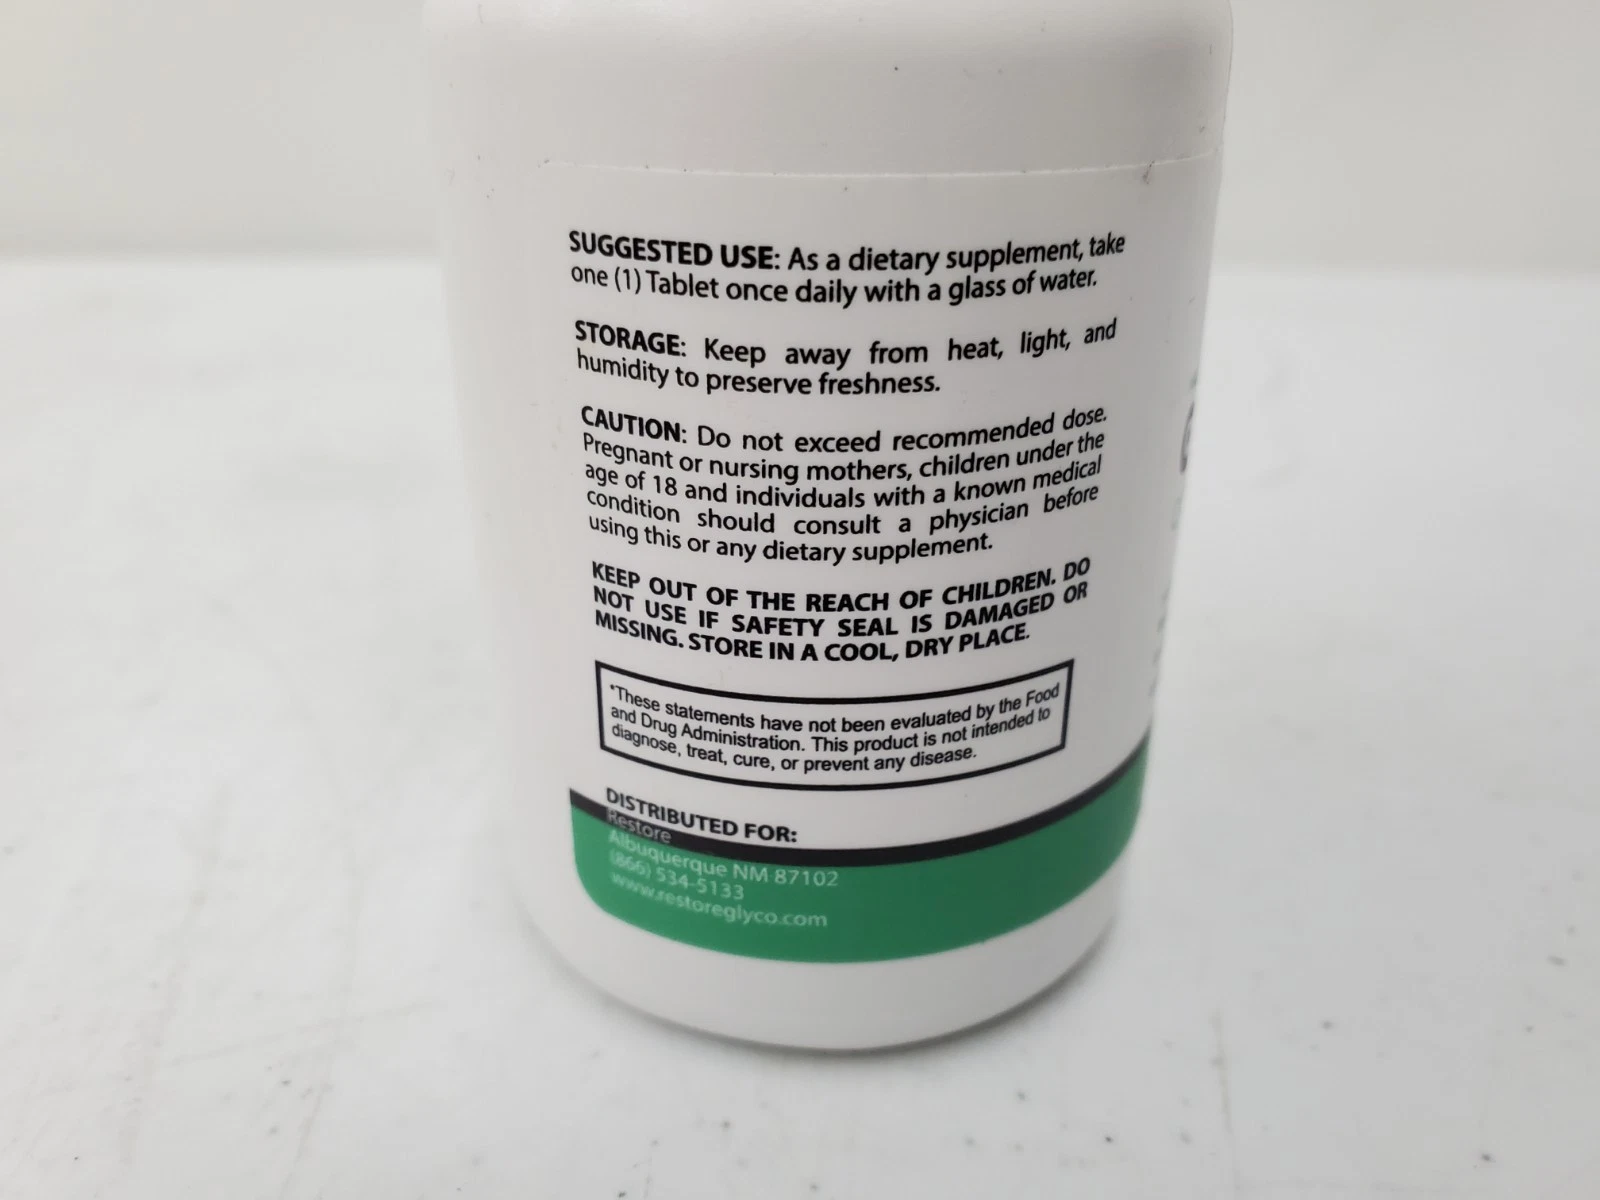 SUGGESTED USE: As a dietary supplement, take
one (1) Tablet once daily with a glass of water.
STORAGE: Keep away from heat, light, and
humidity to preserve freshness.
CAUTION: Do not exceed recommended dose.
Pregnant or nursing mothers, children under the
age of 18 and individuals with a known medical
condition should consult a physician before
using this or any dietary supplement.
KEEP OUT OF THE REACH OF CHILDREN. DO
NOT USE IF SAFETY SEAL IS DAMAGED OR
MISSING. STORE IN A COOL, DRY PLACE.
*These statements have not been evaluated by the Food
and Drug Administration. This product is not intended to
diagnose, treat, cure, or prevent any disease.
DISTRIBUTED FOR:
Restore
Albuquerque NM 87102
(866) 534-5133
www.restoreglyco.com